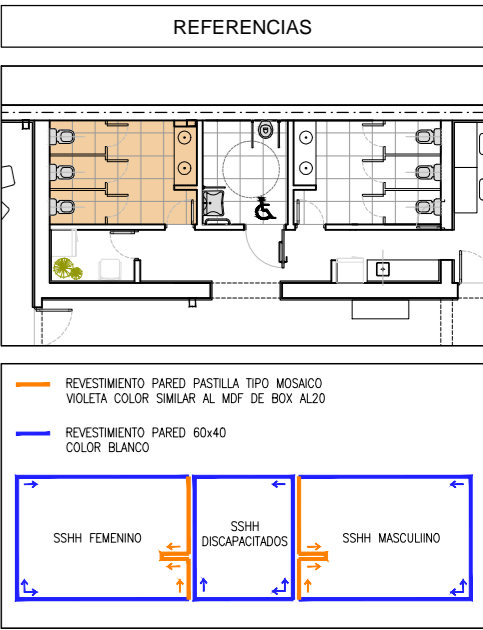 REFERENCIAS
REVESTIMIENTO PARED PASTILLA TIPO MOSAICO
VIOLETA COLOR SIMILAR AL MDF DE BOX AL20
REVESTIMIENTO PARED 60x40
COLOR BLANCO
SSHH FEMENINO
SSHH
DISCAPACITADOS
SSHH MASCULIINO